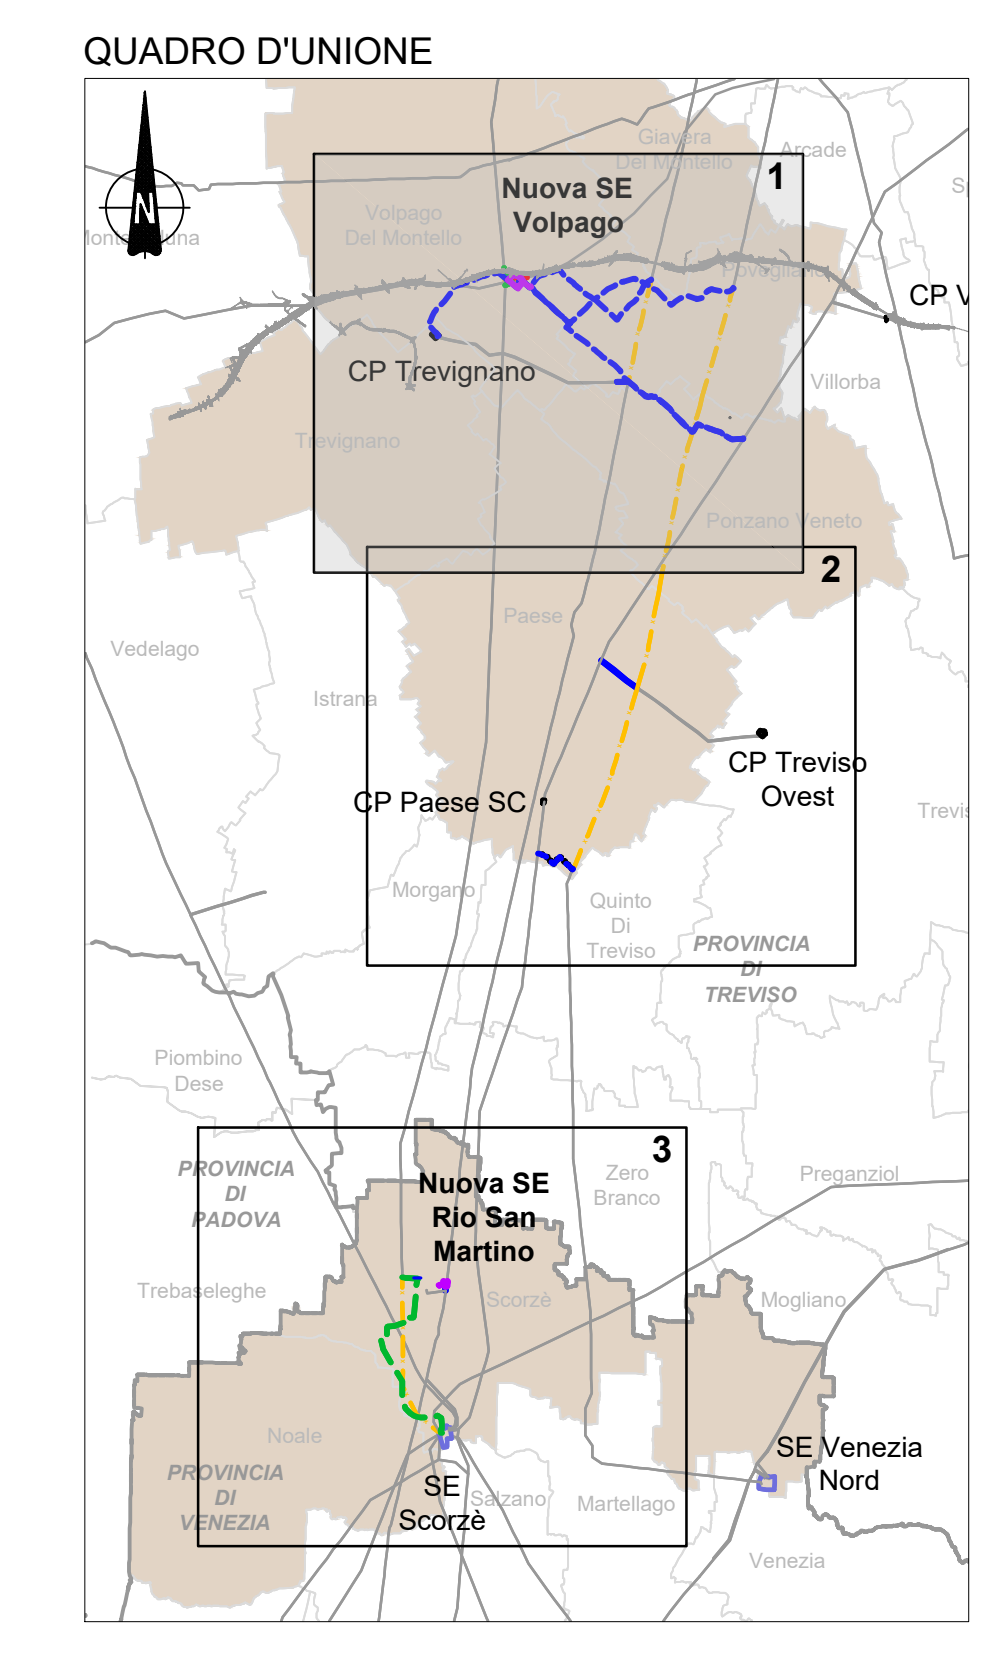 QUADRO D'UNIONE
Giavera
Del Montello
Arcade
1
Nuova SE
Volpago
Volpago
Del Montello
N
Povegliano
CP V
CP Trevignano
Villorba
Trevignano
Ponzano Veneto
2
Paese
Vedelago
Istrana
CP Treviso
Ovest
CP Paese SC
Morgano
Quinto
Di
Treviso
PROVINCIA
DI
TREVISO
Piombino
Dese
3
PROVINCIA
DI
PADOVA
Nuova SE
Rio San
Martino
Zero
Branco
Preganziol
Trebaseleghe
Scorzè
Mogliano
Noale
SE Venezia
Nord
PROVINCIA
DI
VENEZIA
SE
Scorzè
Salzano
Martellago
Venezia